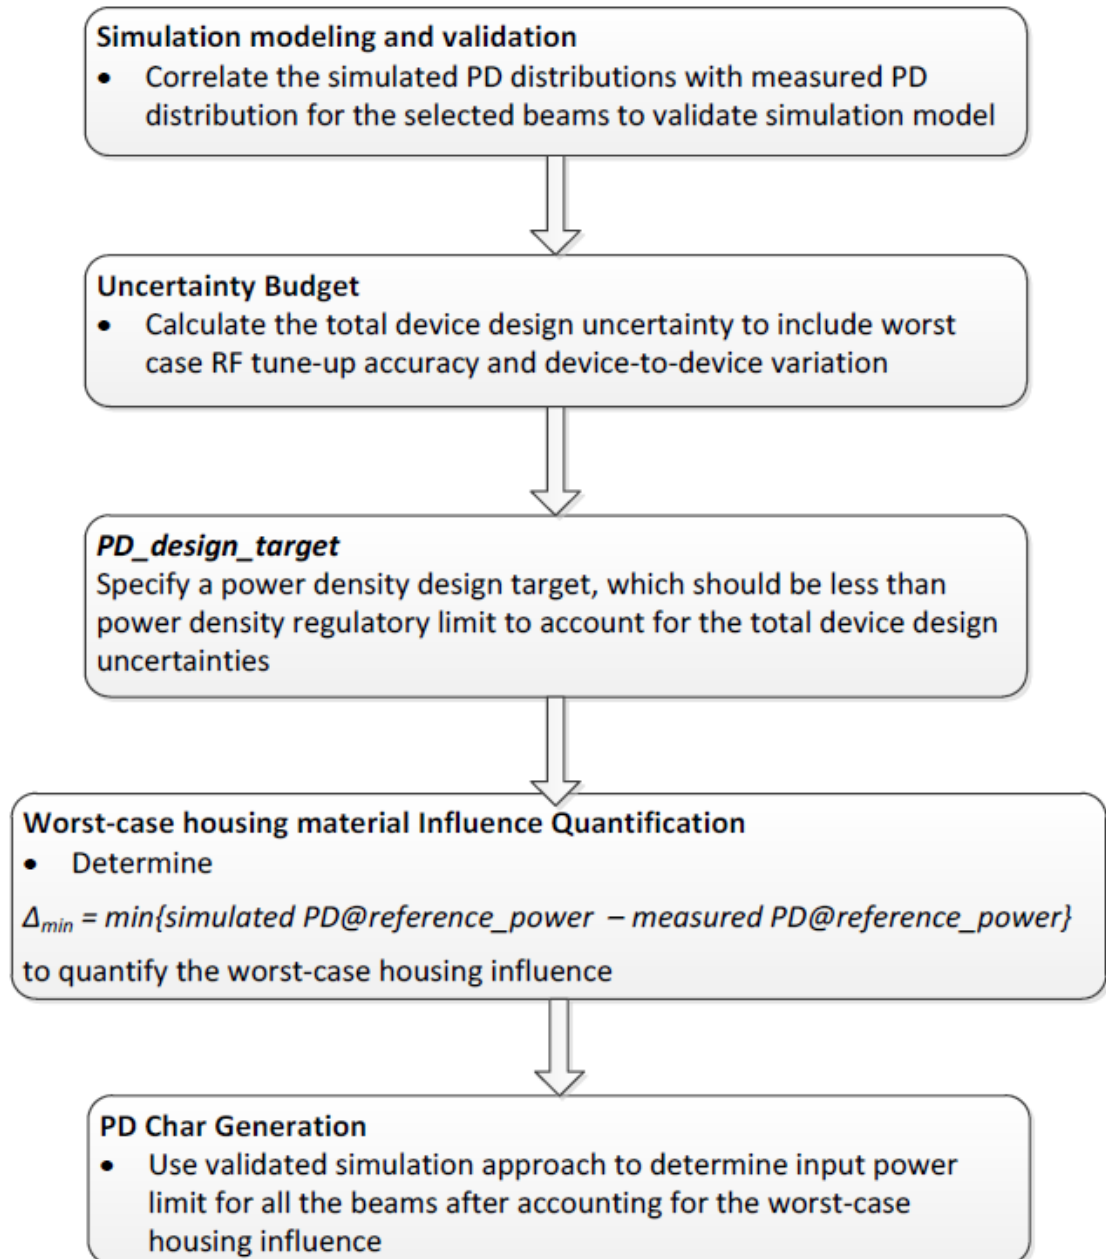 Simulation modeling and validation
• Correlate the simulated PD distributions with measured PD
distribution for the selected beams to validate simulation model
Uncertainty Budget
• Calculate the total device design uncertainty to include worst
case RF tune-up accuracy and device-to-device variation
PD_design_target
Specify a power density design target, which should be less than
power density regulatory limit to account for the total device design
uncertainties
Worst-case housing material Influence Quantification
• Determine
Δmin = min{simulated PD@reference_power – measured PD@reference_power}
to quantify the worst-case housing influence
PD Char Generation
• Use validated simulation approach to determine input power
limit for all the beams after accounting for the worst-case
housing influence